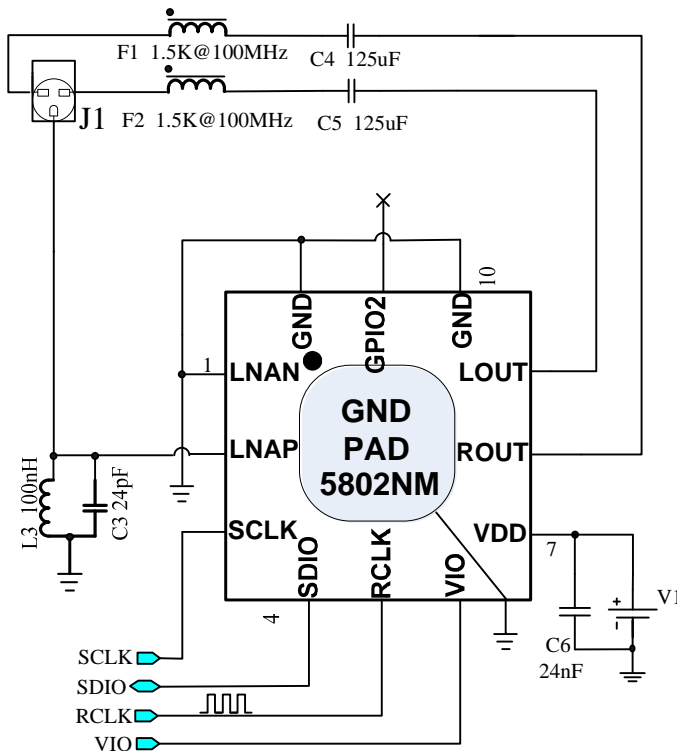 F1 1.5K@100MHz
C4 125uF
J1
F2 1.5K@100MHz
C5 125uF
10
GND
GPIO2
GND
1
LNAN
LOUT
GND
PAD
5802NM
LNAP
ROUT
L3 100nH
C3 24pF
SCLK
SDIO
RCLK
VIO
VDD
7
4
+
-
V1
C6
24nF
SCLK
SDIO
RCLK
VIO